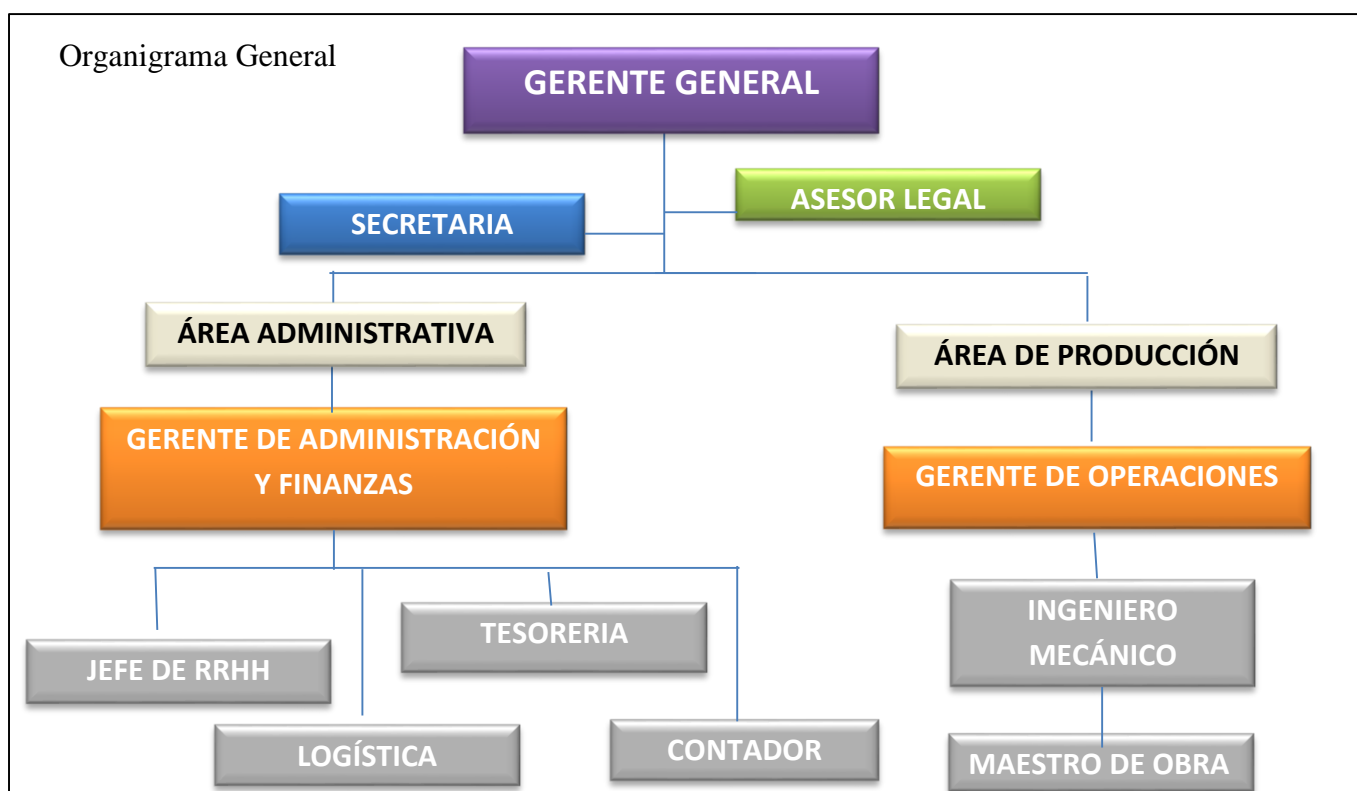 Organigrama General
GERENTE GENERAL
ASESOR LEGAL
SECRETARIA
ÁREA ADMINISTRATIVA
ÁREA DE PRODUCCIÓN
GERENTE DE ADMINISTRACIÓN
Y FINANZAS
GERENTE DE OPERACIONES
JEFE DE RRHH
LOGÍSTICA
TESORERIA
CONTADOR
INGENIERO
MECÁNICO
MAESTRO DE OBRA